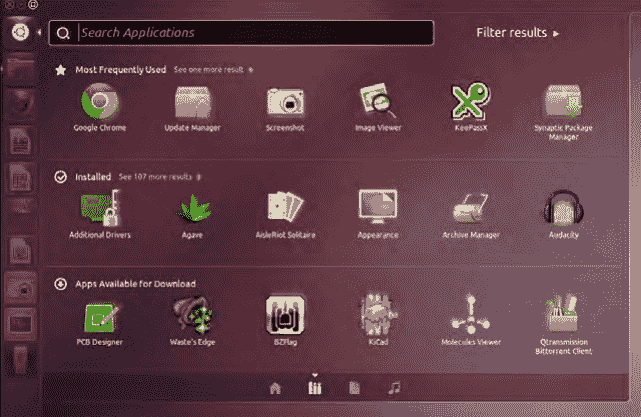 Search Applications
Filter results
Most Frequently Used See one more result
Google Chrome
Update Manager
Screenshot
Image Viewer
KeePassX
Synaptic Package
Manager
Installed See 107 more results
Additional Drivers
Agave
AisleRiot Solitaire
Appearance
Archive Manager
Audacity
Apps Available for Download
PCB Designer
Waste's Edge
BZFlag
KiCad
Molecules Viewer
Qtransmission
Bittorrent Client